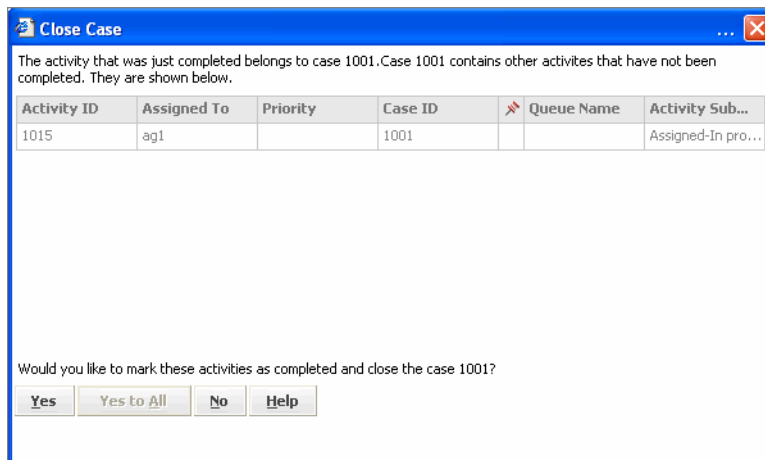 Close Case
...
The activity that was just completed belongs to case 1001.Case 1001 contains other activites that have not been
completed. They are shown below.
Activity ID Assigned To Priority Case ID Queue Name Activity Sub...
1015 ag1 1001 Assigned-In pro...
Would you like to mark these activities as completed and close the case 1001?
Yes Yes to All No Help